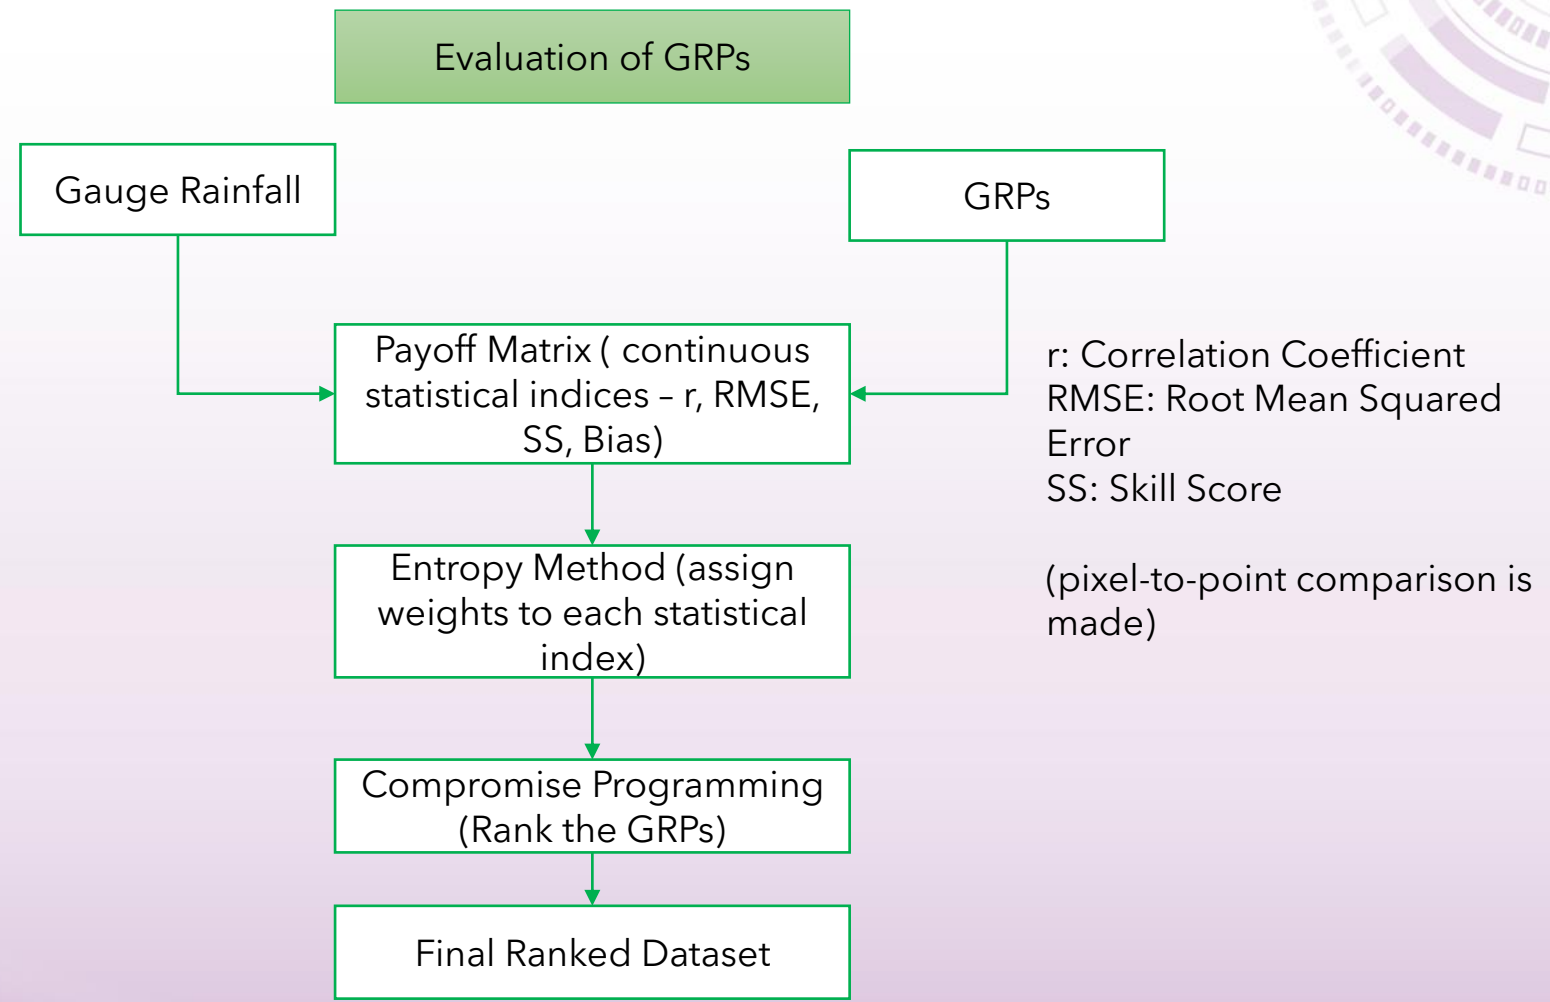 Evaluation of GRPs
Gauge Rainfall
GRPs
Payoff Matrix ( continuous
statistical indices – r, RMSE,
SS, Bias)
r: Correlation Coefficient
RMSE: Root Mean Squared
Error
SS: Skill Score
(pixel-to-point comparison is
made)
Entropy Method (assign
weights to each statistical
index)
Compromise Programming
(Rank the GRPs)
Final Ranked Dataset